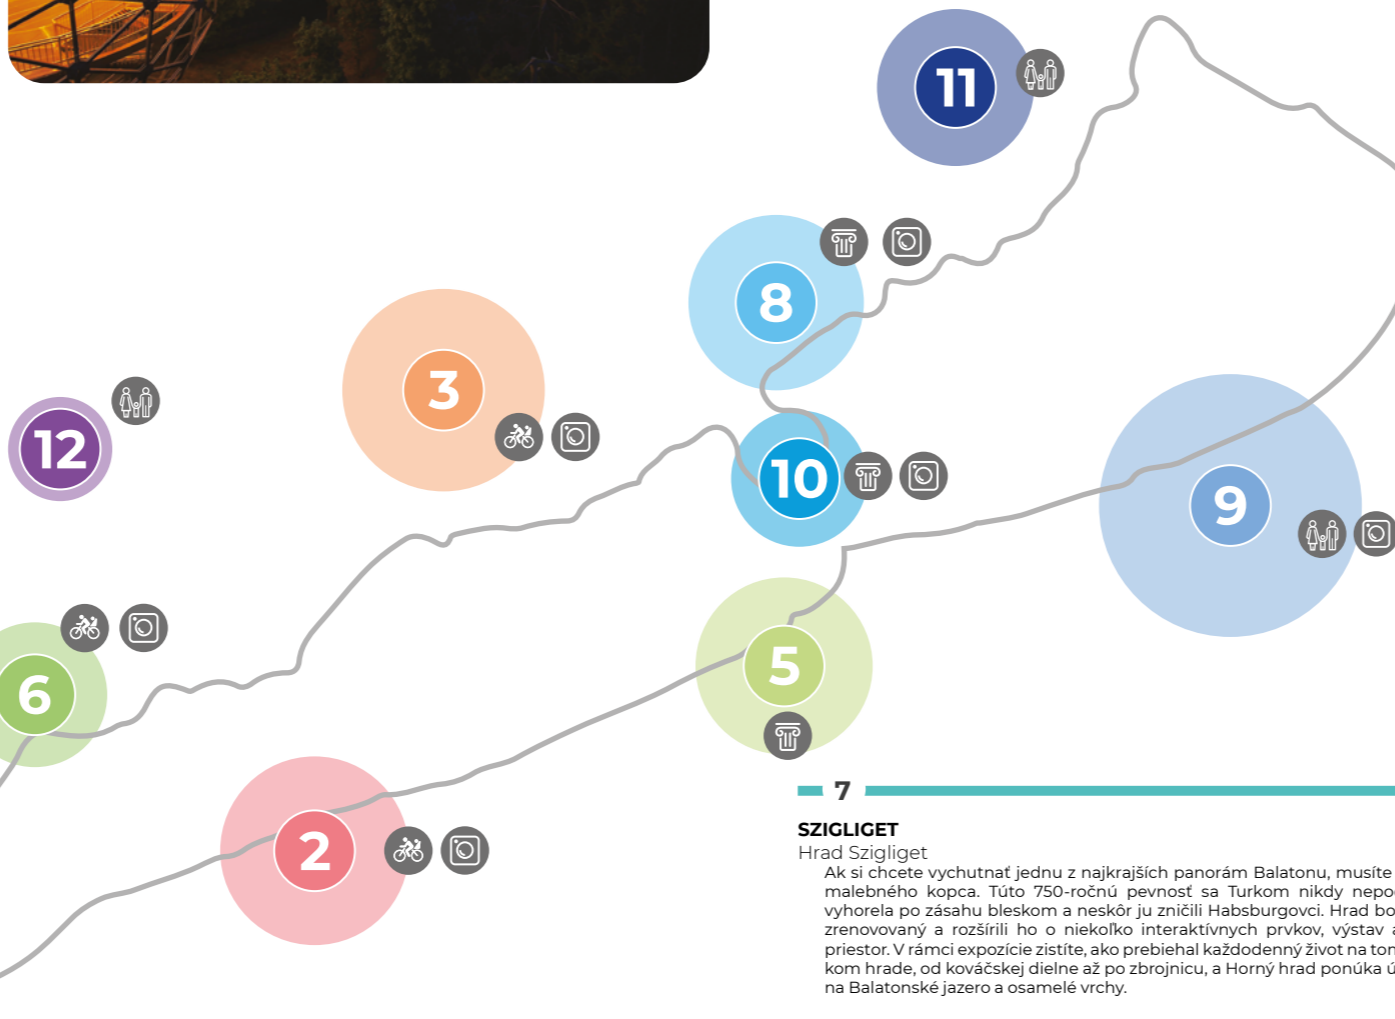 11
8
3
12
10
9
6
5
2
7
SZIGLIGET
Hrad Szigliget
Ak si chcete vychutnať jednu z najkrajších panorám Balatonu, musíte
malebného kopca. Túto 750-ročnú pevnosť sa Turkom nikdy
vyhorela po zásahu bleskom a neskôr ju zničili Habsburgovci. Hrad
zrenovovaný a rozšírili ho o niekoľko interaktívnych prvkov, výstav
priestor. V rámci expozície zistíte, ako prebiehal každodenný život na
kom hrade, od kováčskej dielne až po zbrojnicu, a Horný hrad ponúka
na Balatonské jazero a osamelé vrchy.